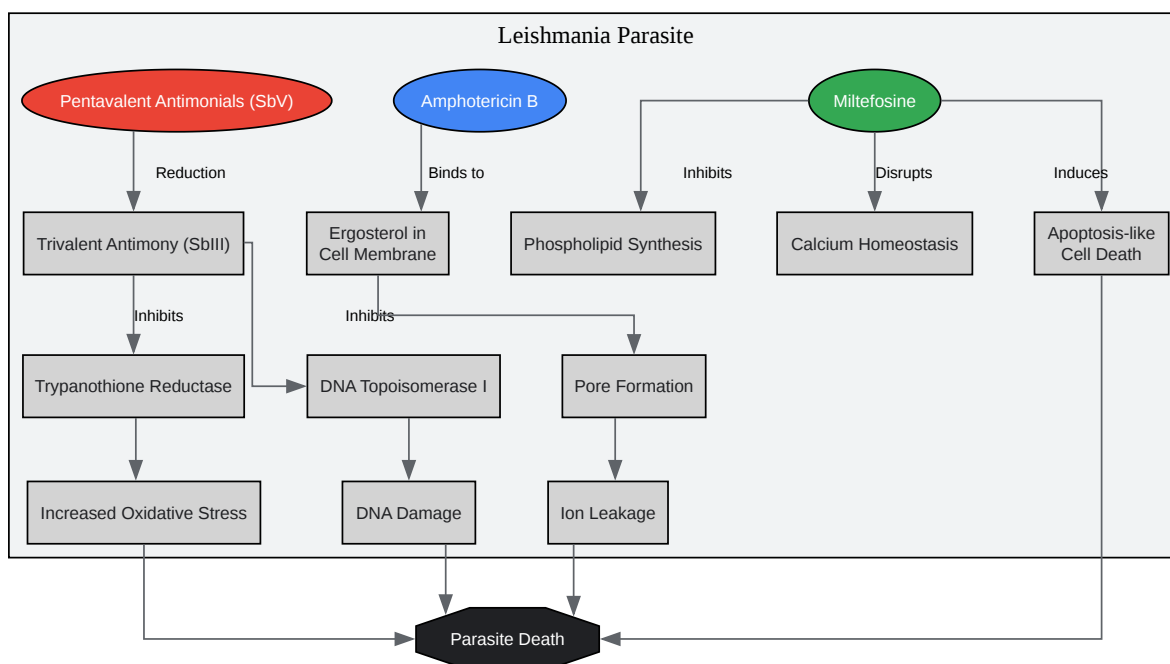 Leishmania Parasite
Pentavalent Antimonials (SbV)
Amphotericin B
Miltefosine
Reduction
Binds to
Inhibits
Disrupts
Induces
Trivalent Antimony (SbIII)
Ergosterol in
Cell Membrane
Phospholipid Synthesis
Calcium Homeostasis
Apoptosis-like
Cell Death
Inhibits
Inhibits
Trypanothione Reductase
DNA Topoisomerase I
Pore Formation
Increased Oxidative Stress
DNA Damage
Ion Leakage
Parasite Death